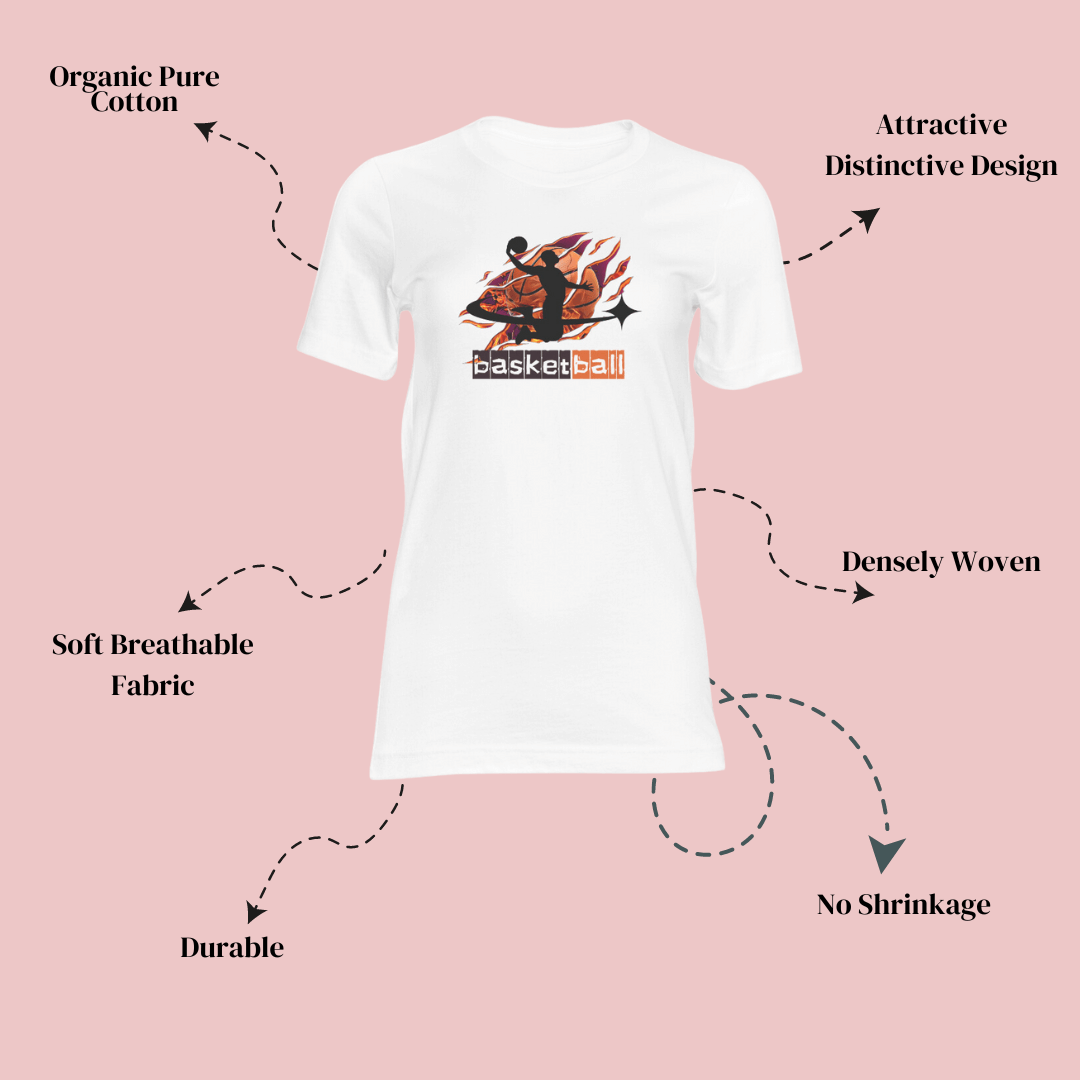 Organic Pure
Cotton
Attractive
Distinctive Design
basketball
Densely Woven
Soft Breathable
Fabric
No Shrinkage
Durable